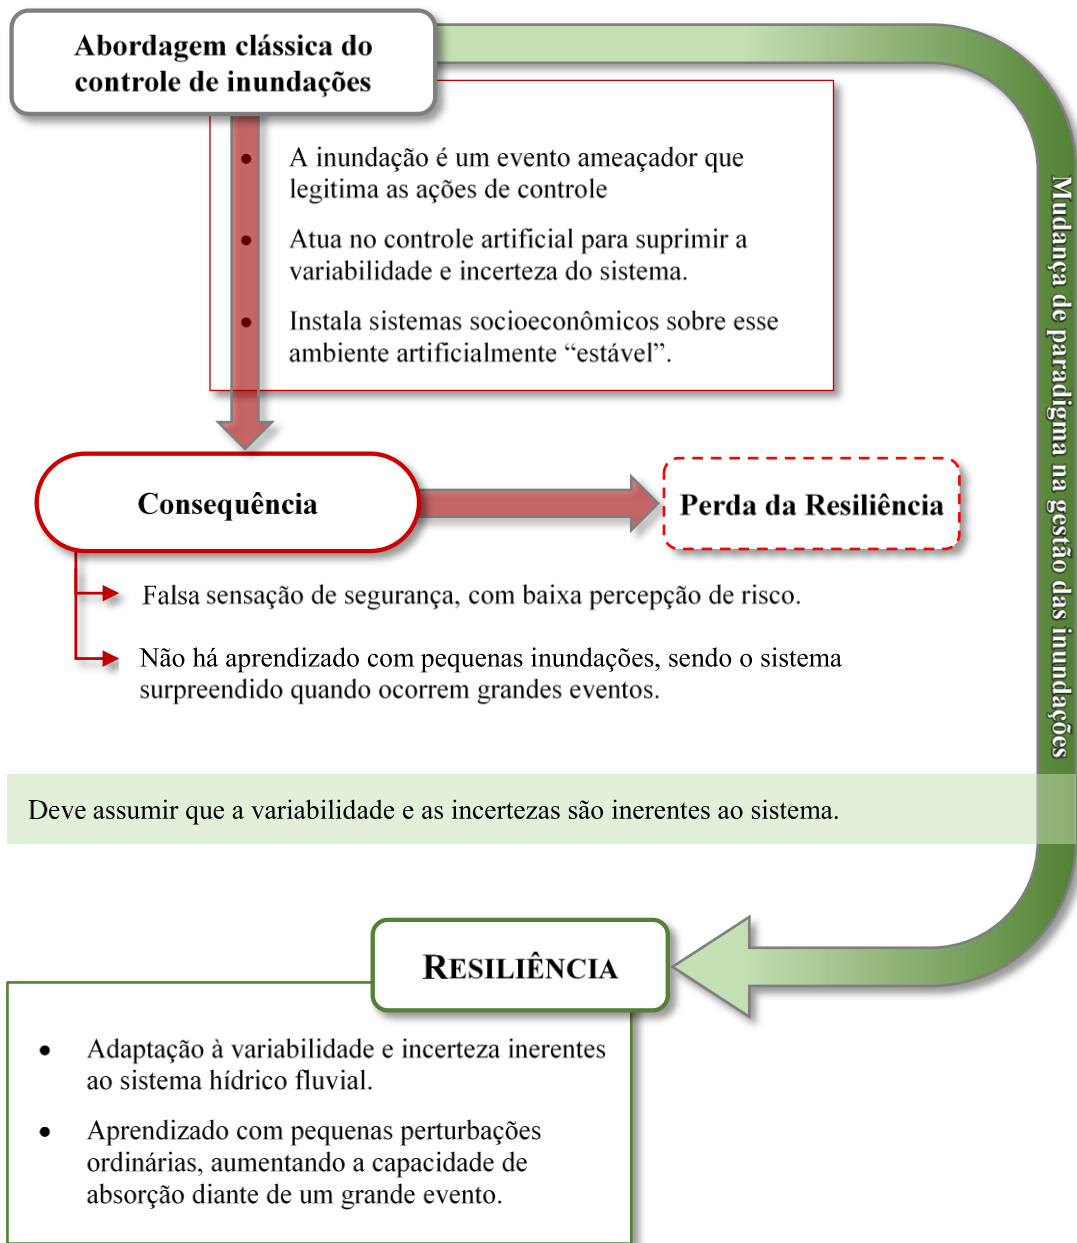 Abordagem clássica do
controle de inundações
• A inundação é um evento ameaçador que
legitima as ações de controle
• Atua no controle artificial para suprimir a
variabilidade e incerteza do sistema.
• Instala sistemas socioeconômicos sobre esse
ambiente artificialmente “estável”.
Mudança de paradigma na gestão das inundações
Consequência
Perda da Resiliência
Falsa sensação de segurança, com baixa percepção de risco.
Não há aprendizado com pequenas inundações, sendo o sistema
surpreendido quando ocorrem grandes eventos.
Deve assumir que a variabilidade e as incertezas são inerentes ao sistema.
RESILIÊNCIA
• Adaptação à variabilidade e incerteza inerentes
ao sistema hídrico fluvial.
• Aprendizado com pequenas perturbações
ordinárias, aumentando a capacidade de
absorção diante de um grande evento.